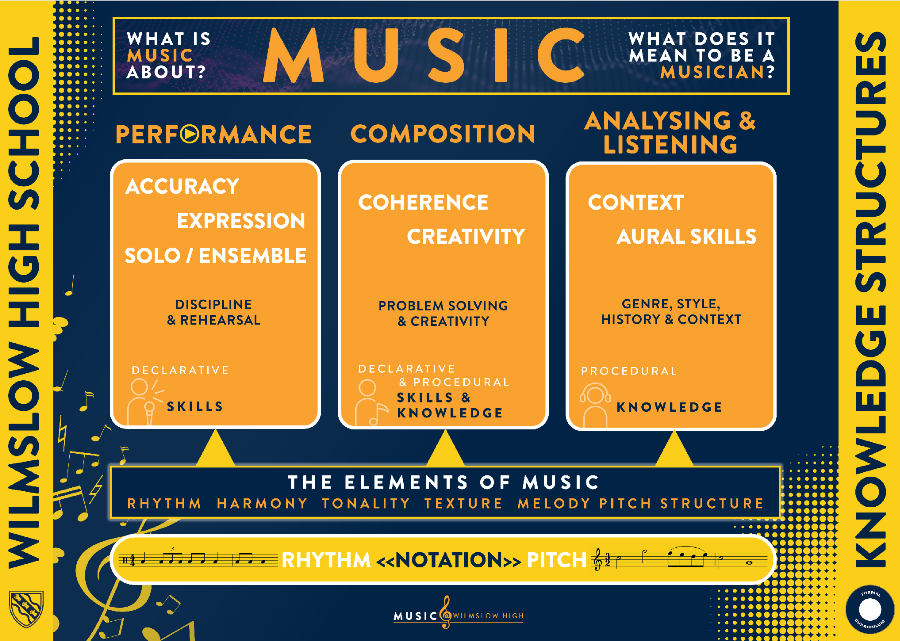 WILMSLOW HIGH SCHOOL
WHAT IS
MUSIC
ABOUT?
MUSIC
WHAT DOES IT
MEAN TO BE A
MUSICIAN?
KNOWLEDGE STRUCTURES
PERFORMANCE
ACCURACY
EXPRESSION
SOLO / ENSEMBLE
DISCIPLINE
& REHEARSAL
DECLARATIVE
SKILLS
COMPOSITION
COHERENCE
CREATIVITY
PROBLEM SOLVING
& CREATIVITY
DECLARATIVE
& PROCEDURAL
SKILLS &
KNOWLEDGE
ANALYSING &
LISTENING
CONTEXT
AURAL SKILLS
GENRE, STYLE,
HISTORY & CONTEXT
PROCEDURAL
KNOWLEDGE
THE ELEMENTS OF MUSIC
RHYTHM HARMONY TONALITY TEXTURE MELODY PITCH STRUCTURE
RHYTHM <<NOTATION>> PITCH
MUSIC WILMSLOW HIGH